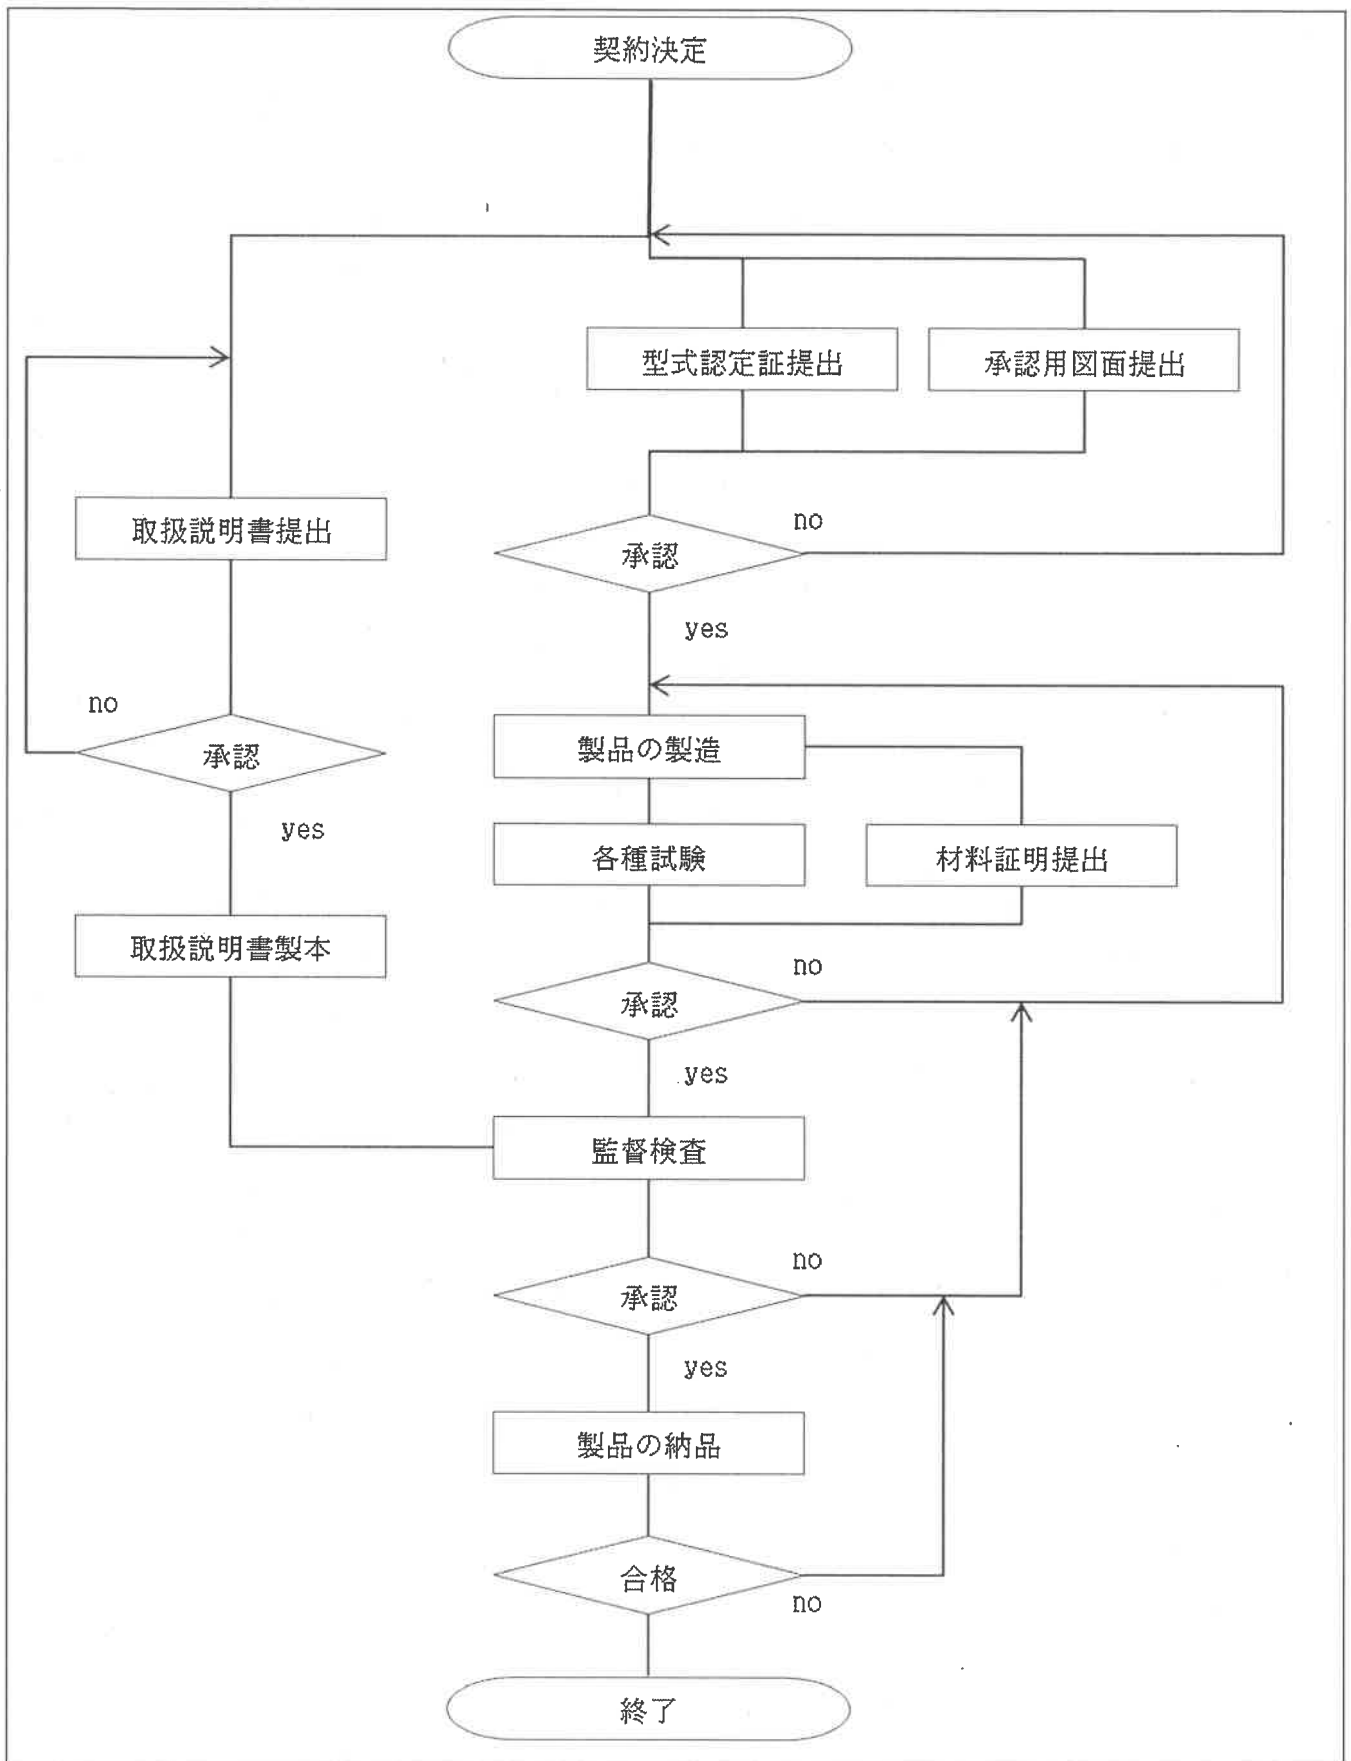 契約決定
型式認定証提出
承認用図面提出
取扱説明書提出
no
承認
yes
no
製品の製造
承認
yes
各種試験
材料証明提出
取扱説明書製本
no
承認
yes
監督検査
no
承認
yes
製品の納品
合格
no
終了